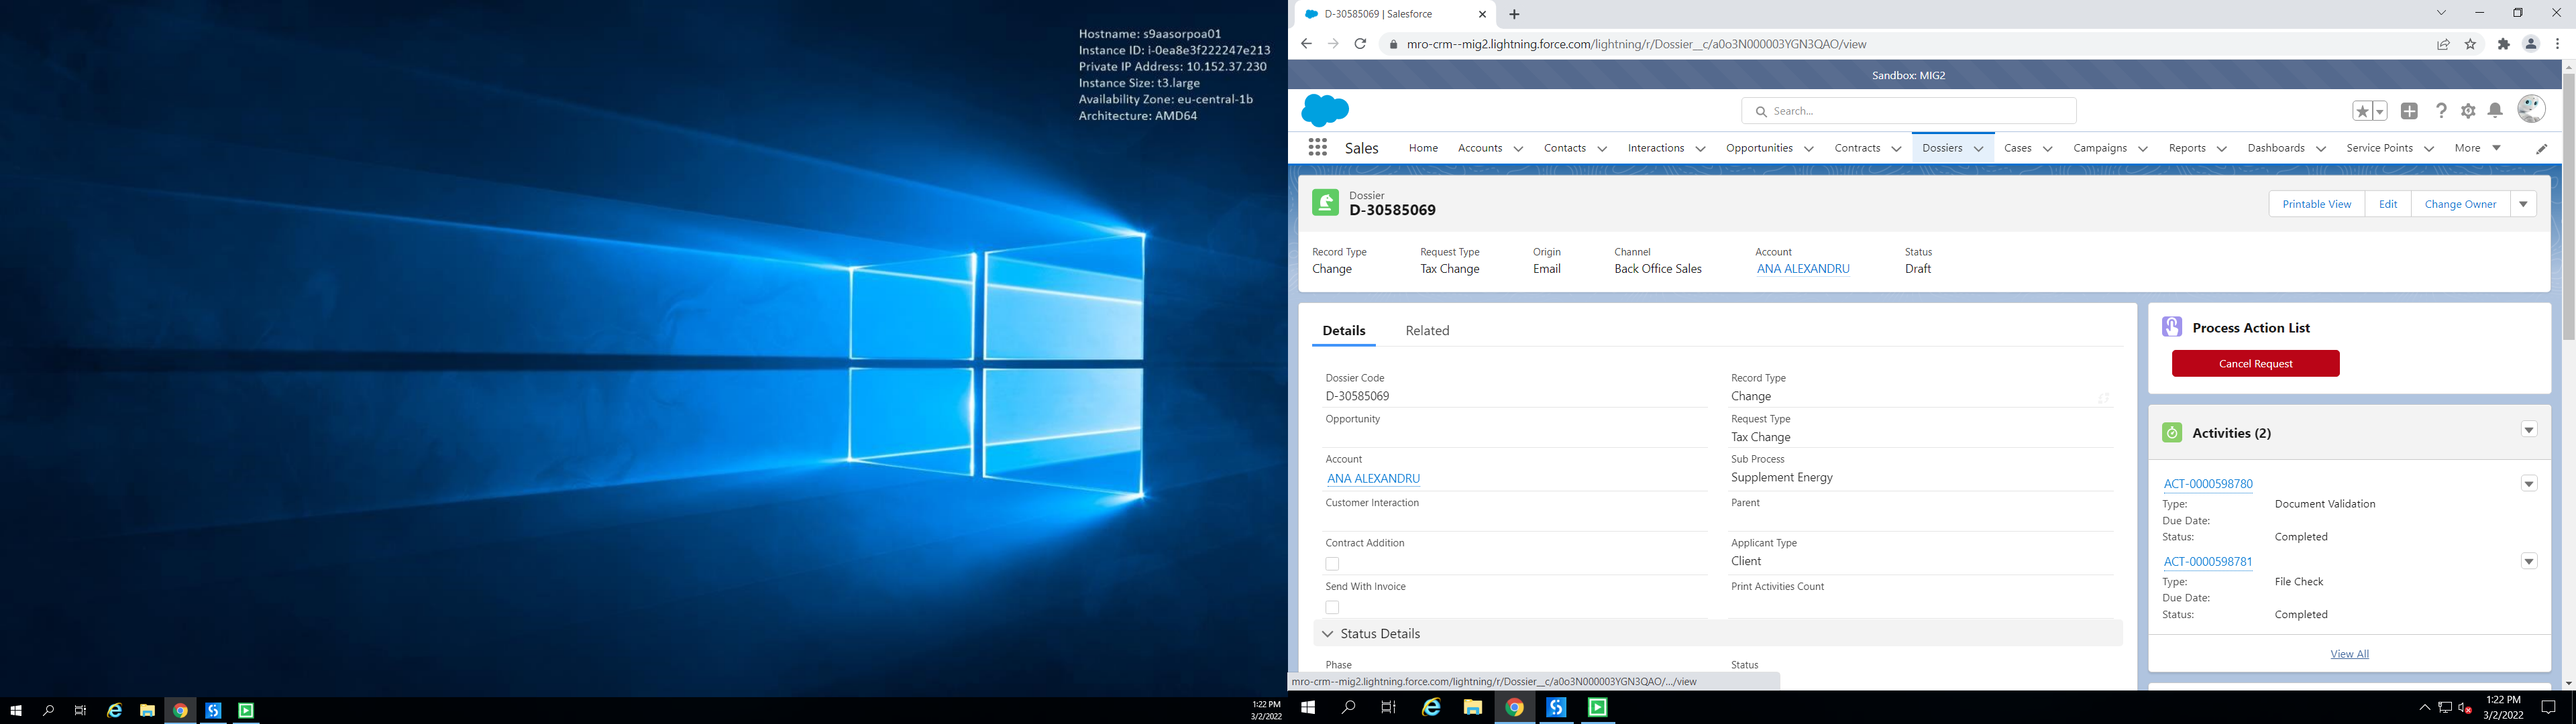 Hostname: s9aasorpoa01
Instance ID: i-0ea8e3f222247e213
Private IP Address: 10.152.37.230
Instance Size: t3.large
Availability Zone: eu-central-1b
Architecture: AMD64
1:22 PM
3/2/2022
D-30585069 | Salesforce
mro-crm--mig2.lightning.force.com/lightning/r/Dossier__c/a0o3N000003YGN3QAO/view
Sandbox: MIG2
Search...
Sales Home Accounts Contacts Interactions Opportunities Contracts Dossiers Cases Campaigns Reports Dashboards Service Points More
Dossier
D-30585069
Printable View Edit Change Owner
Record Type Request Type Origin Channel Account Status
Change Tax Change Email Back Office Sales ANA ALEXANDRU Draft
Details Related
Dossier Code
D-30585069
Record Type
Change
Opportunity
Request Type
Tax Change
Account
ANA ALEXANDRU
Sub Process
Supplement Energy
Customer Interaction
Parent
Contract Addition
Applicant Type
Client
Send With Invoice
Print Activities Count
Status Details
Phase
Status
Process Action List
Cancel Request
Activities (2)
ACT-0000598780
Type: Document Validation
Due Date:
Status: Completed
ACT-0000598781
Type: File Check
Due Date:
Status: Completed
View All
mro-crm--mig2.lightning.force.com/lightning/r/Dossier__c/a0o3N000003YGN3QAO/.../view
1:22 PM
3/2/2022